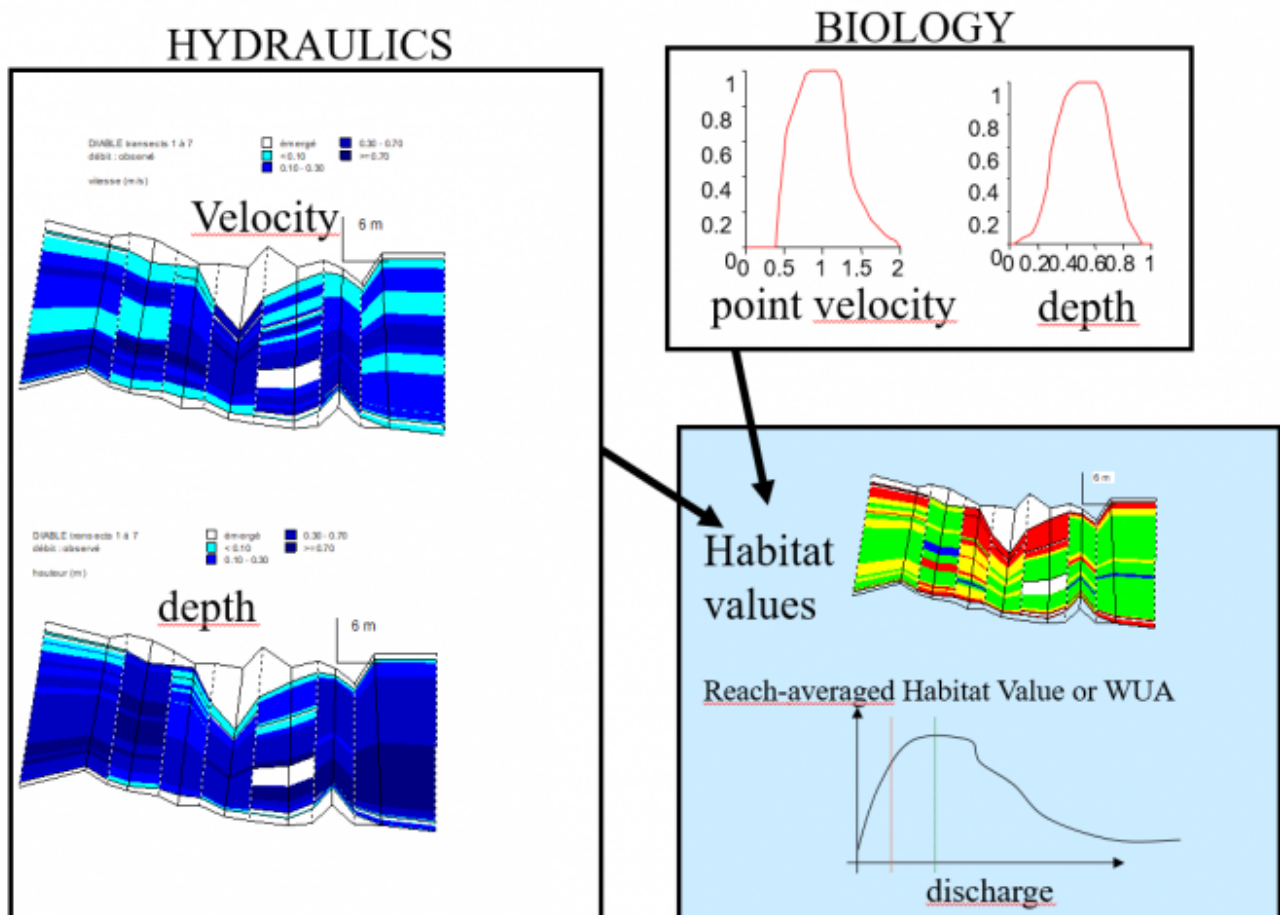 HYDRAULICS
DIABLE transects 1 à 7
débit : observé
vitesse (m/s)
émergé
< 0.10
0.10 - 0.30
0.30 - 0.70
>= 0.70
Velocity
6 m
DIABLE transects 1 à 7
débit : observé
hauteur (m)
émergé
< 0.10
0.10 - 0.30
0.30 - 0.70
>= 0.70
depth
6 m
BIOLOGY
1
0.8
0.6
0.4
0.2
0
0 0.5 1 1.5 2
point velocity
1
0.8
0.6
0.4
0.2
0
0 0.2 0.4 0.6 0.8 1
depth
6 m
Habitat
values
Reach-averaged Habitat Value or WUA
discharge